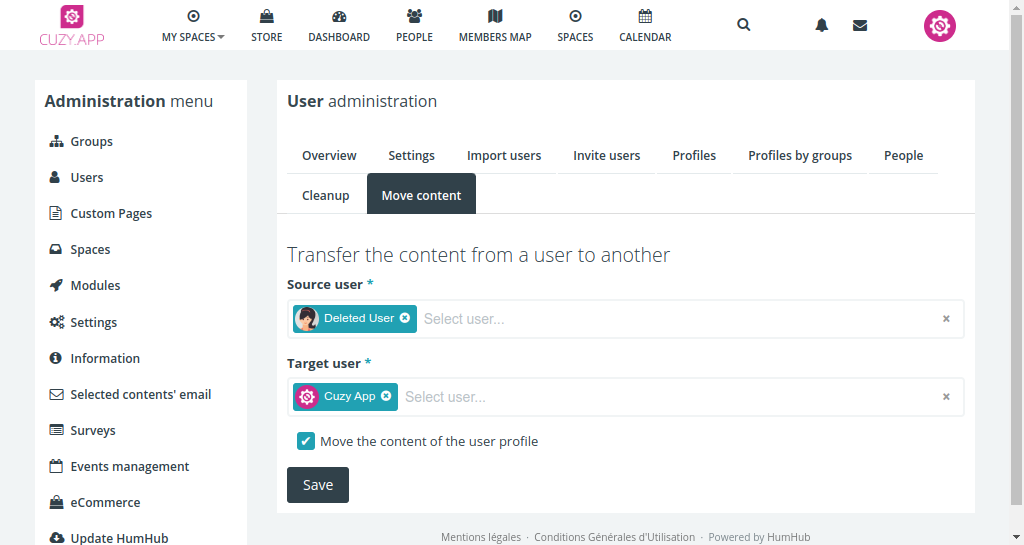 CUZY.APP
MY SPACES
STORE
DASHBOARD
PEOPLE
MEMBERS MAP
SPACES
CALENDAR
Administration menu
Groups
Users
Custom Pages
Spaces
Modules
Settings
Information
Selected contents' email
Surveys
Events management
eCommerce
Update HumHub
User administration
Overview
Settings
Import users
Invite users
Profiles
Profiles by groups
People
Cleanup
Move content
Transfer the content from a user to another
Source user *
Deleted User
Select user...
Target user *
Cuzy App
Select user...
Move the content of the user profile
Save
Mentions légales · Conditions Générales d'Utilisation · Powered by HumHub